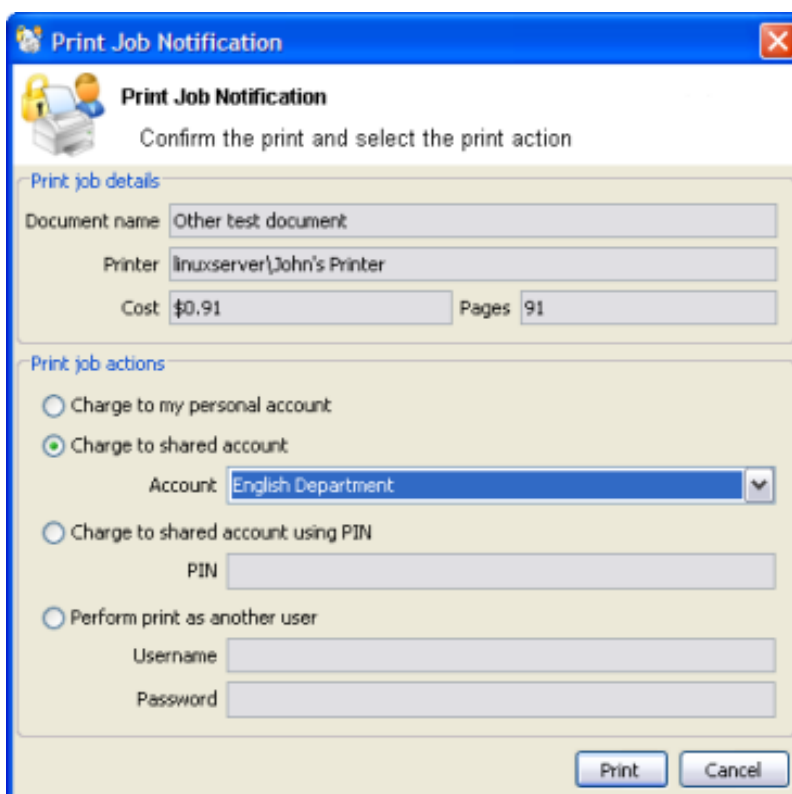 Print Job Notification
Print Job Notification
Confirm the print and select the print action
Print job details
Document name Other test document
Printer linuxserver\John's Printer
Cost $0.91 Pages 91
Print job actions
Charge to my personal account
Charge to shared account
Account English Department
Charge to shared account using PIN
PIN
Perform print as another user
Username
Password
Print Cancel